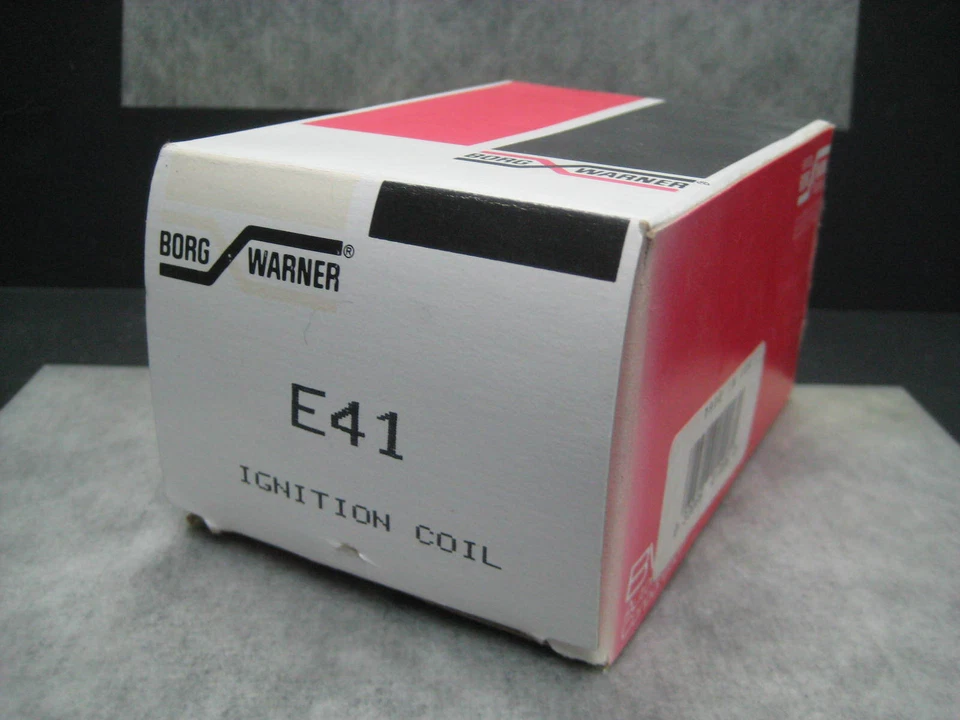 BORG WARNER
BORG WARNER®
E41
IGNITION COIL